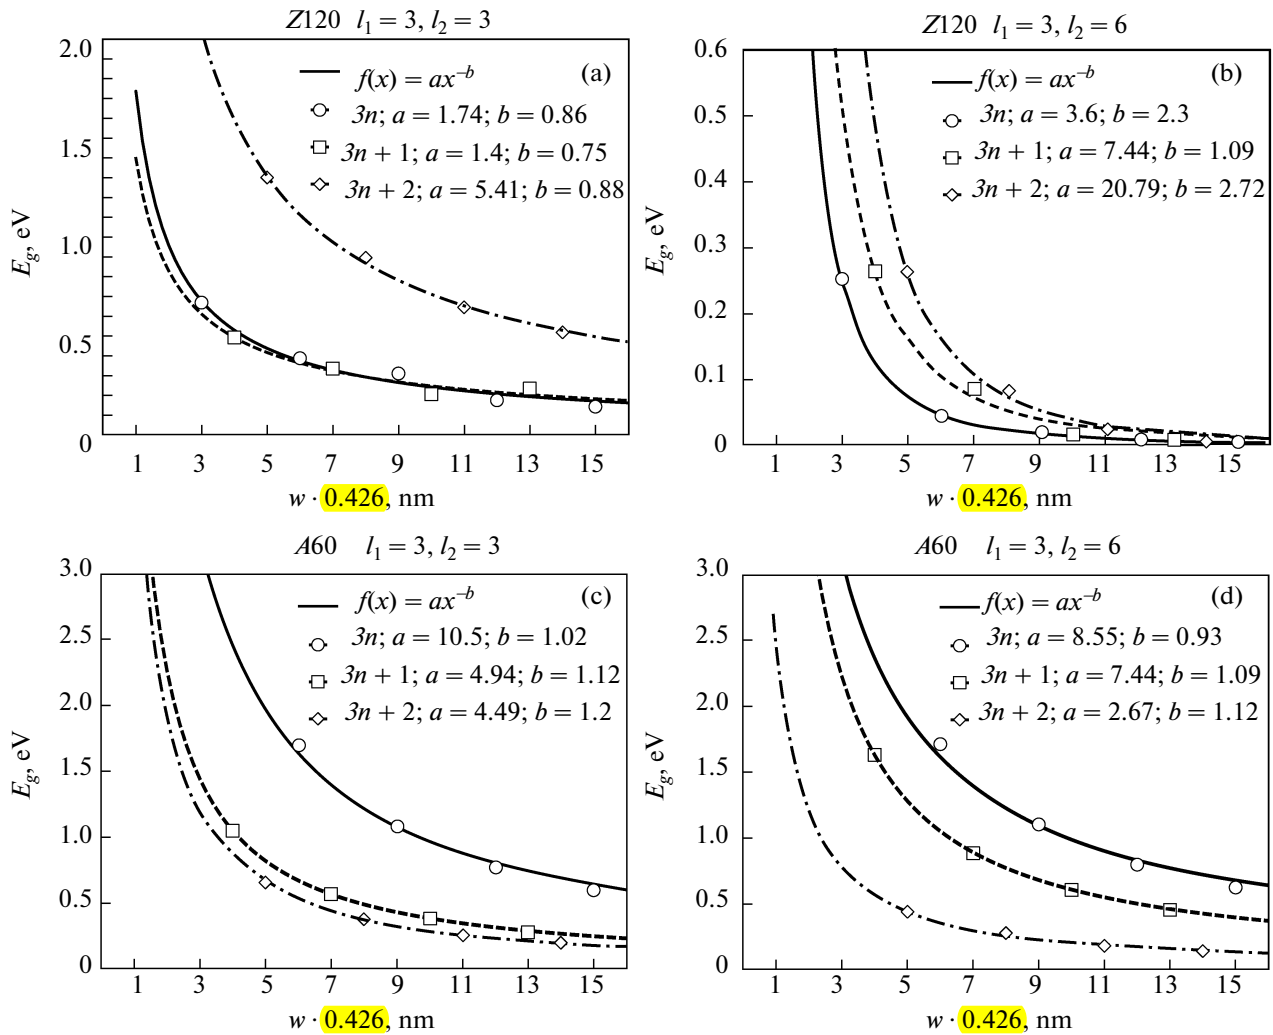 Z120 l₁ = 3, l₂ = 3
(a)
f(x) = ax⁻ᵇ
3n; a = 1.74; b = 0.86
3n + 1; a = 1.4; b = 0.75
3n + 2; a = 5.41; b = 0.88
E_g, eV
2.0
1.5
1.0
0.5
0
1 3 5 7 9 11 13 15
w · 0.426, nm
Z120 l₁ = 3, l₂ = 6
(b)
f(x) = ax⁻ᵇ
3n; a = 3.6; b = 2.3
3n + 1; a = 7.44; b = 1.09
3n + 2; a = 20.79; b = 2.72
E_g, eV
0.6
0.5
0.4
0.3
0.2
0.1
0
1 3 5 7 9 11 13 15
w · 0.426, nm
A60 l₁ = 3, l₂ = 3
(c)
f(x) = ax⁻ᵇ
3n; a = 10.5; b = 1.02
3n + 1; a = 4.94; b = 1.12
3n + 2; a = 4.49; b = 1.2
E_g, eV
3.0
2.5
2.0
1.5
1.0
0.5
0
1 3 5 7 9 11 13 15
w · 0.426, nm
A60 l₁ = 3, l₂ = 6
(d)
f(x) = ax⁻ᵇ
3n; a = 8.55; b = 0.93
3n + 1; a = 7.44; b = 1.09
3n + 2; a = 2.67; b = 1.12
E_g, eV
3.0
2.5
2.0
1.5
1.0
0.5
0
1 3 5 7 9 11 13 15
w · 0.426, nm